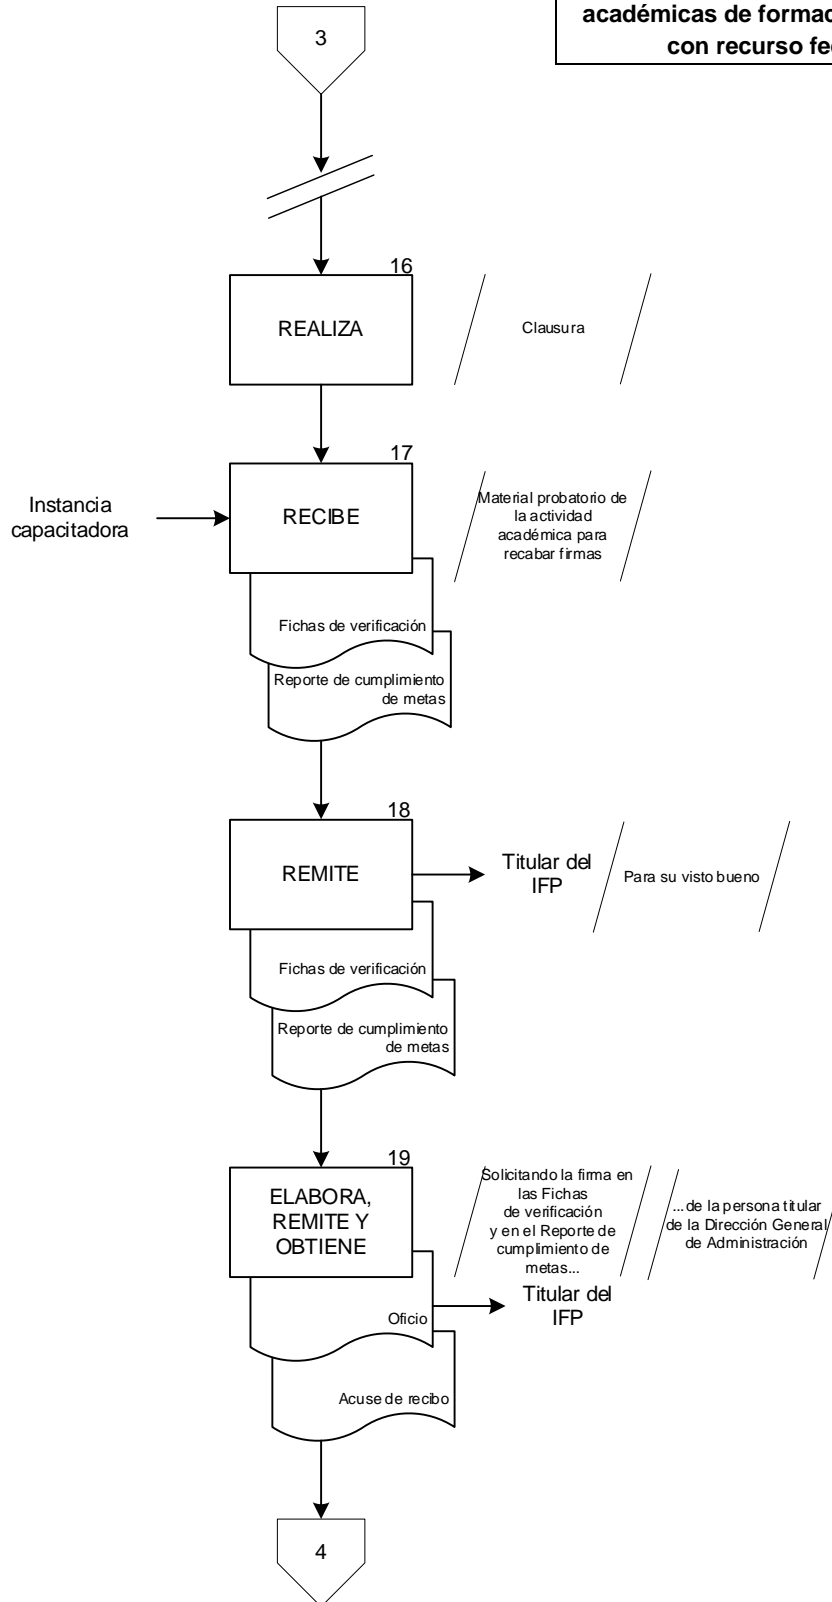 académicas de formac
con recurso fe
3
16
REALIZA
Clausura
17
Instancia
capacitadora
RECIBE
Material probatorio de
la actividad
académica para
recabar firmas
Fichas de verificación
Reporte de cumplimiento
de metas
18
REMITE
Titular del
IFP
Para su visto bueno
Fichas de verificación
Reporte de cumplimiento
de metas
19
ELABORA,
REMITE Y
OBTIENE
Solicitando la firma en
las Fichas
de verificación
y en el Reporte de
cumplimiento de
metas...
...de la persona titular
de la Dirección General
de Administración
Titular del
IFP
Oficio
Acuse de recibo
4